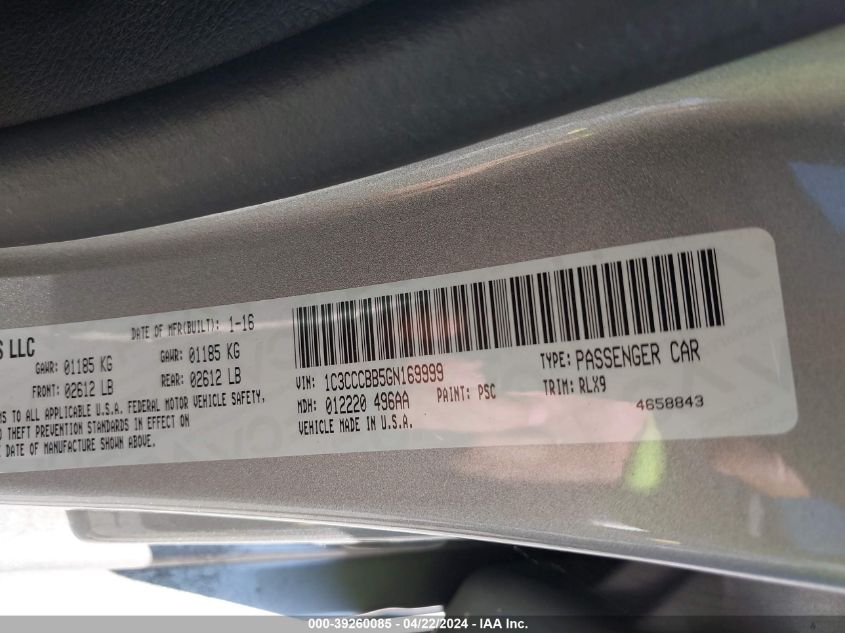 S LLC
DATE OF MFR(BUILT): 1-16
GAWR: 01185 KG
GAWR: 01185 KG
FRONT: 02612 LB
REAR: 02612 LB
MS TO ALL APPLICABLE U.S.A. FEDERAL MOTOR VEHICLE SAFETY,
D THEFT PREVENTION STANDARDS IN EFFECT ON
E DATE OF MANUFACTURE SHOWN ABOVE.
VIN: 1C3CCCBB5GN169999
TYPE: PASSENGER CAR
MDH: 012220 496AA
PAINT: PSC
TRIM: RLX9
VEHICLE MADE IN U.S.A.
4658843
000-39260085 - 04/22/2024 - IAA Inc.